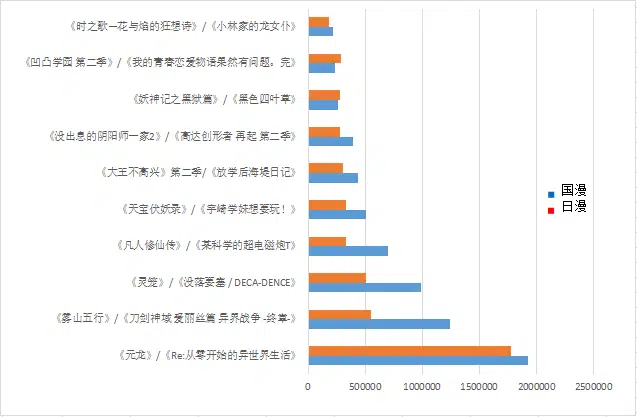 《时之歌—花与焰的狂想诗》/《小林家的龙女仆》
《凹凸学园 第二季》/《我的青春恋爱物语果然有问题。完》
《妖神记之黑狱篇》/《黑色四叶草》
《没出息的阴阳师一家2》/《高达创形者 再起 第二季》
《大王不高兴》第二季/《放学后海堤日记》
《天宝伏妖录》/《宇崎学妹想要玩！》
《凡人修仙传》/《某科学的超电磁炮T》
《灵笼》/《没落要塞 / DECA-DENCE》
《雾山五行》/《刀剑神域 爱丽丝篇 异界战争 -终章-》
《元龙》/《Re:从零开始的异世界生活》
0 500000 1000000 1500000 2000000 2500000
国漫
日漫